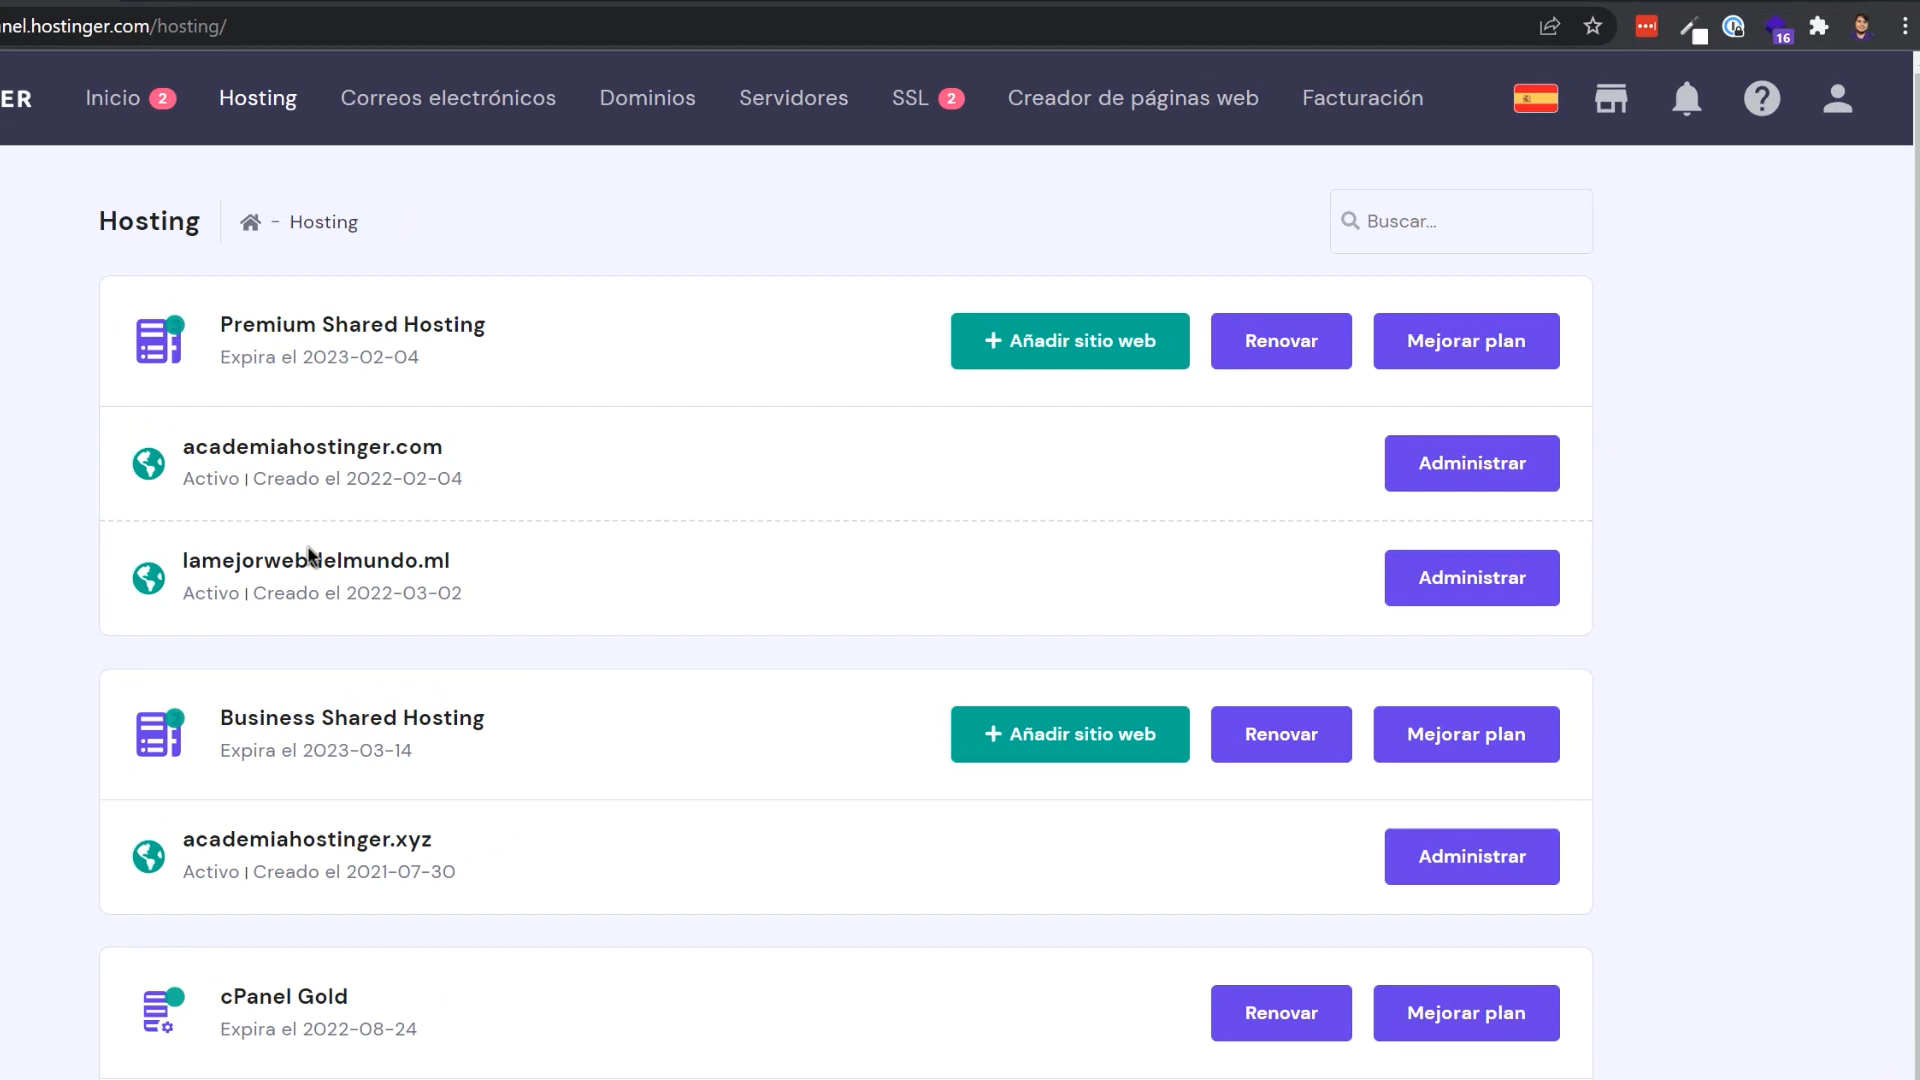 nel.hostinger.com/hosting/
16
ER
Inicio 2
Hosting
Correos electrónicos
Dominios
Servidores
SSL 2
Creador de páginas web
Facturación
Hosting
- Hosting
Buscar...
Premium Shared Hosting
Expira el 2023-02-04
+ Añadir sitio web
Renovar
Mejorar plan
academiahostinger.com
Activo | Creado el 2022-02-04
Administrar
lamejorwebdelmundo.ml
Activo | Creado el 2022-03-02
Administrar
Business Shared Hosting
Expira el 2023-03-14
+ Añadir sitio web
Renovar
Mejorar plan
academiahostinger.xyz
Activo | Creado el 2021-07-30
Administrar
cPanel Gold
Expira el 2022-08-24
Renovar
Mejorar plan